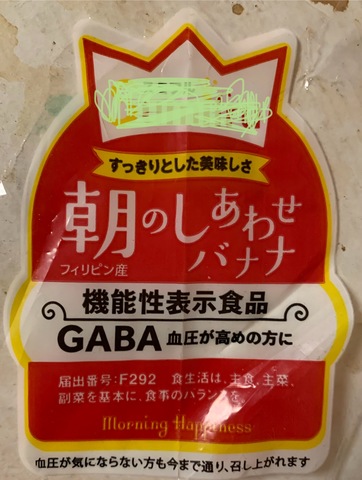 すっきりとした美味しさ
朝のしあわせ
フィリピン産 バナナ
機能性表示食品
GABA 血圧が高めの方に
届出番号:F292 食生活は、主食、主菜、
副菜を基本に、食事のバランスを。
Morning Happiness
血圧が気にならない方も今まで通り、召し上がれます